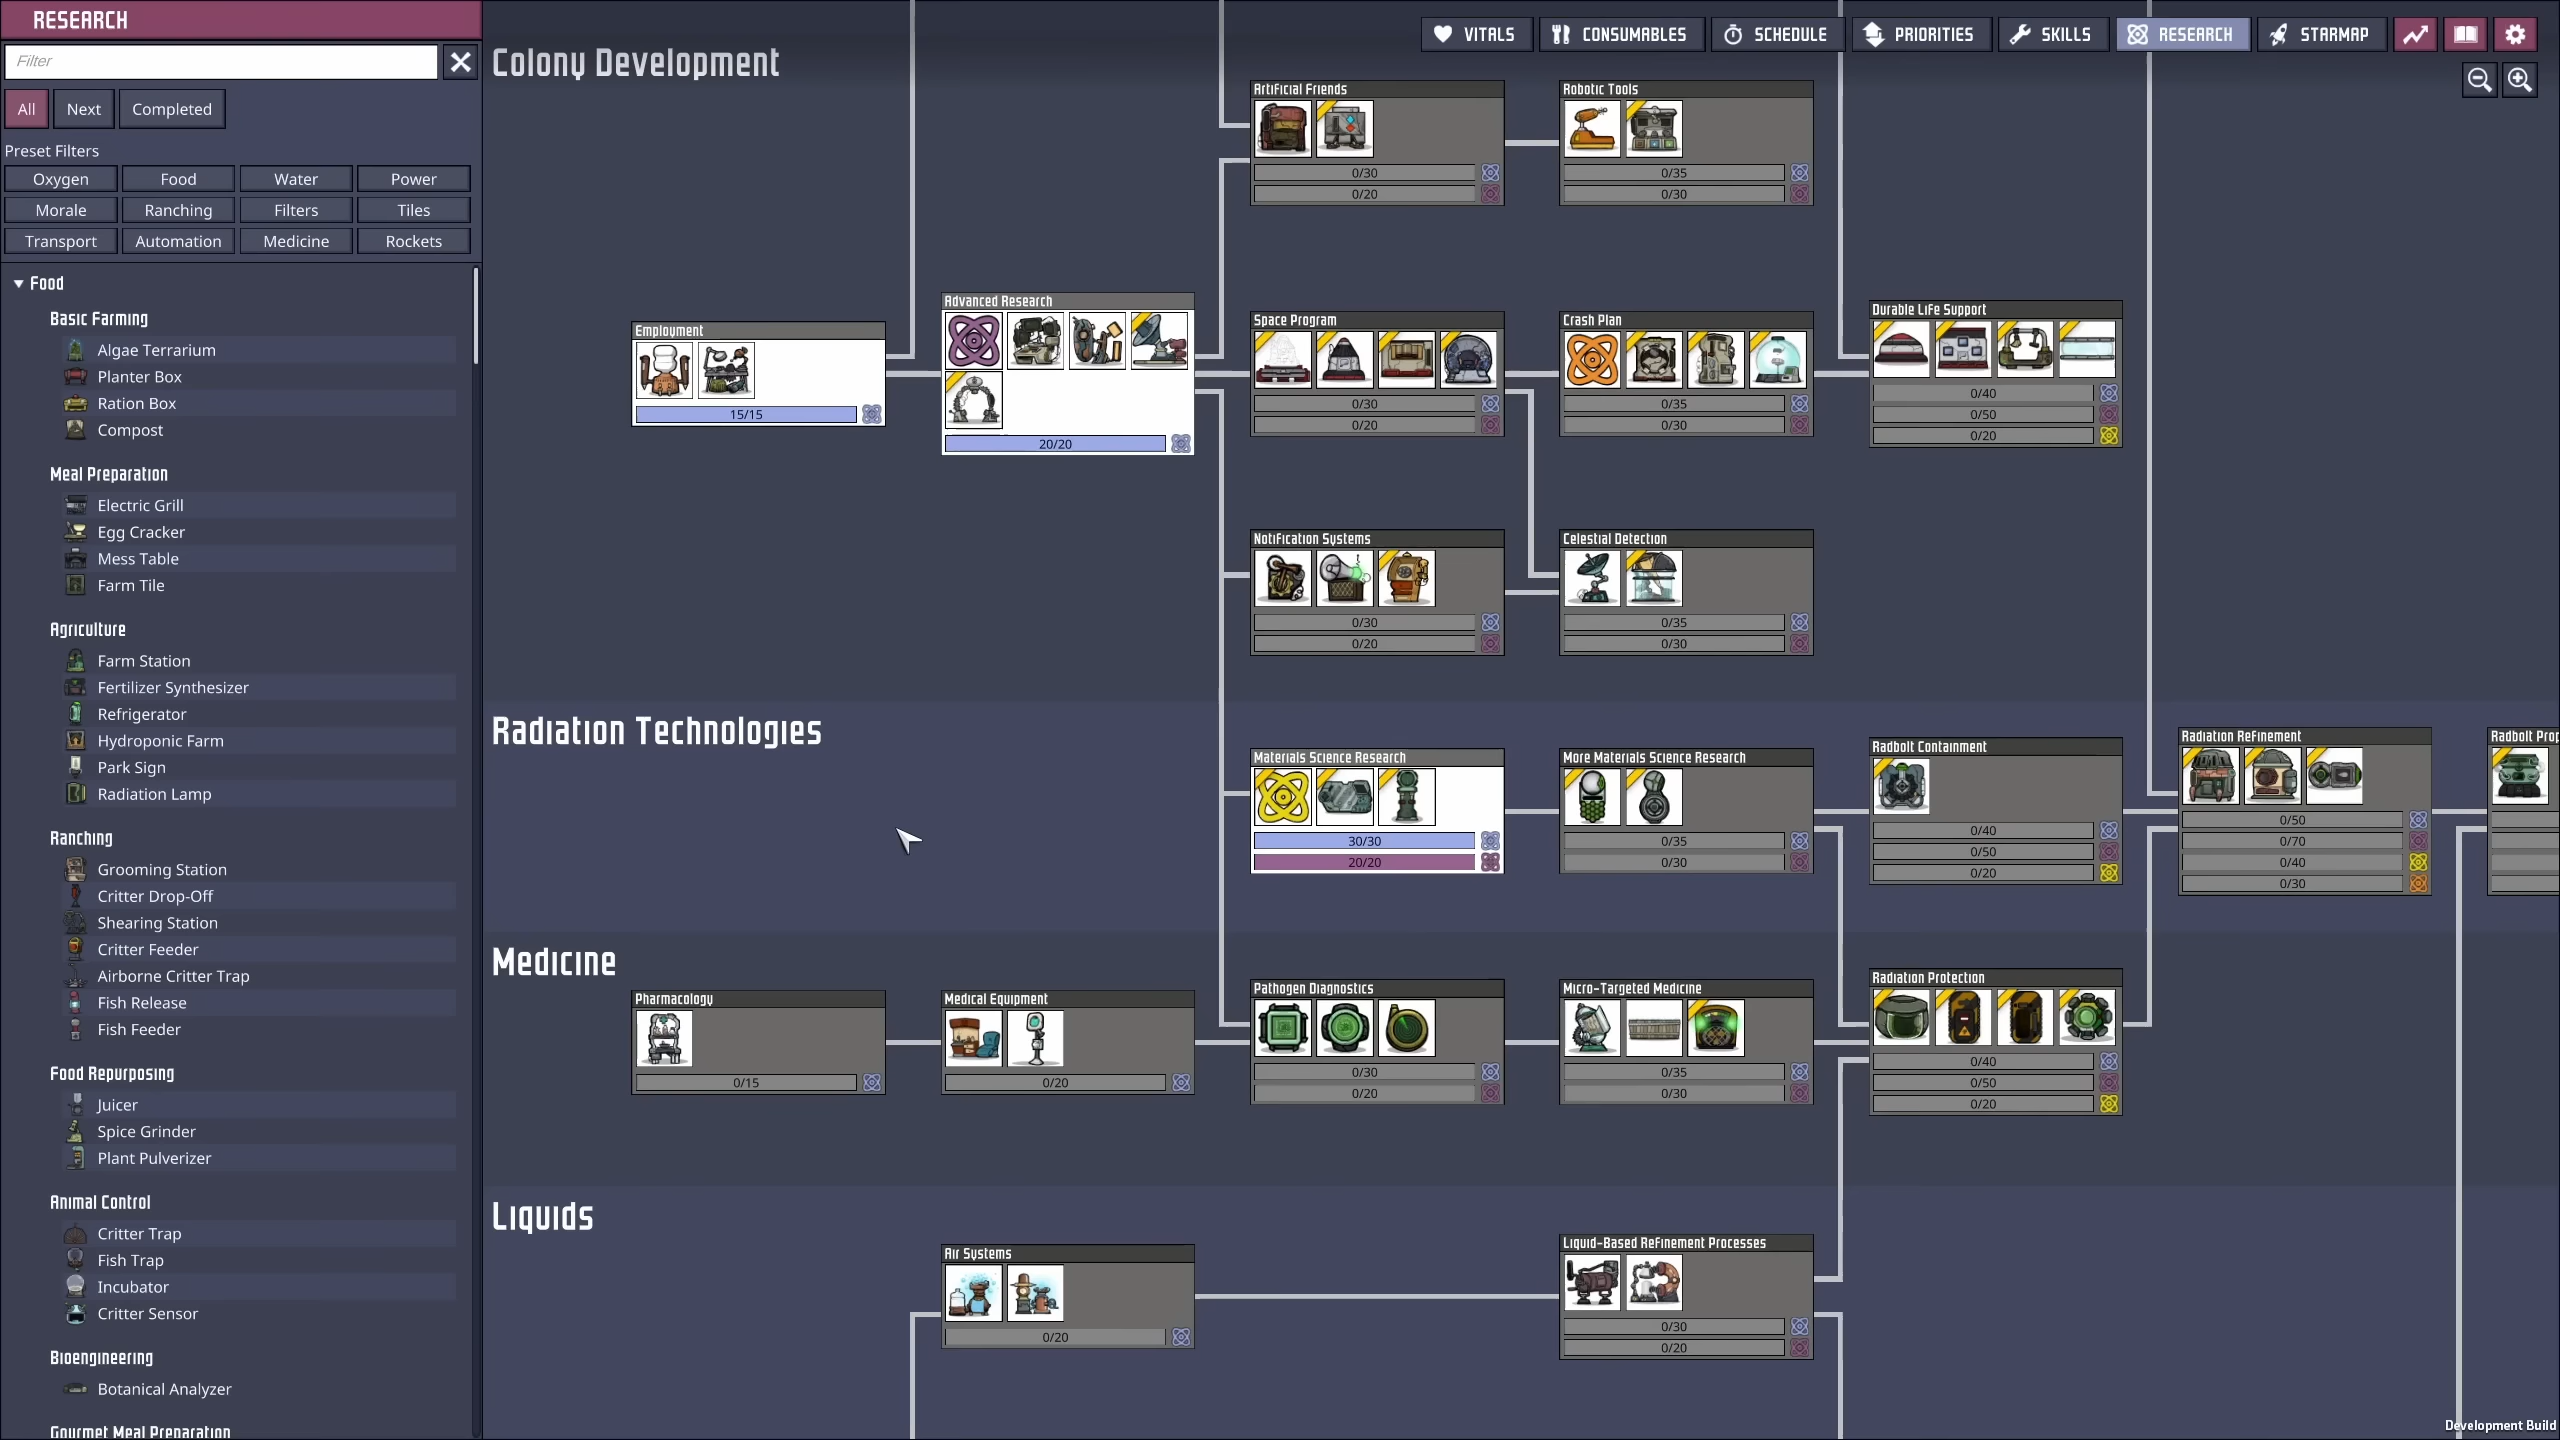 RESEARCH
Filter
All Next Completed
Preset Filters
Oxygen Food Water Power
Morale Ranching Filters Tiles
Transport Automation Medicine Rockets
Food
Basic Farming
Algae Terrarium
Planter Box
Ration Box
Compost
Meal Preparation
Electric Grill
Egg Cracker
Mess Table
Farm Tile
Agriculture
Farm Station
Fertilizer Synthesizer
Refrigerator
Hydroponic Farm
Park Sign
Radiation Lamp
Ranching
Grooming Station
Critter Drop-Off
Shearing Station
Critter Feeder
Airborne Critter Trap
Fish Release
Fish Feeder
Food Repurposing
Juicer
Spice Grinder
Plant Pulverizer
Animal Control
Critter Trap
Fish Trap
Incubator
Critter Sensor
Bioengineering
Botanical Analyzer
Gourmet Meal Preparation
VITALS CONSUMABLES SCHEDULE PRIORITIES SKILLS RESEARCH STARMAP
Colony Development
Artificial Friends
0/30
0/20
Robotic Tools
0/35
0/30
Employment
15/15
Advanced Research
20/20
Space Program
0/30
0/20
Crash Plan
0/35
0/30
Durable Life Support
0/40
0/50
0/20
Notification Systems
0/30
0/20
Celestial Detection
0/35
0/30
Radiation Technologies
Materials Science Research
30/30
20/20
More Materials Science Research
0/35
0/30
Radbolt Containment
0/40
0/50
0/20
Radiation Refinement
0/50
0/70
0/40
0/30
Radbolt Prop
Medicine
Pharmacology
0/15
Medical Equipment
0/20
Pathogen Diagnostics
0/30
0/20
Micro-Targeted Medicine
0/35
0/30
Radiation Protection
0/40
0/50
0/20
Liquids
Air Systems
0/20
Liquid-Based Refinement Processes
0/30
0/20
Development Build